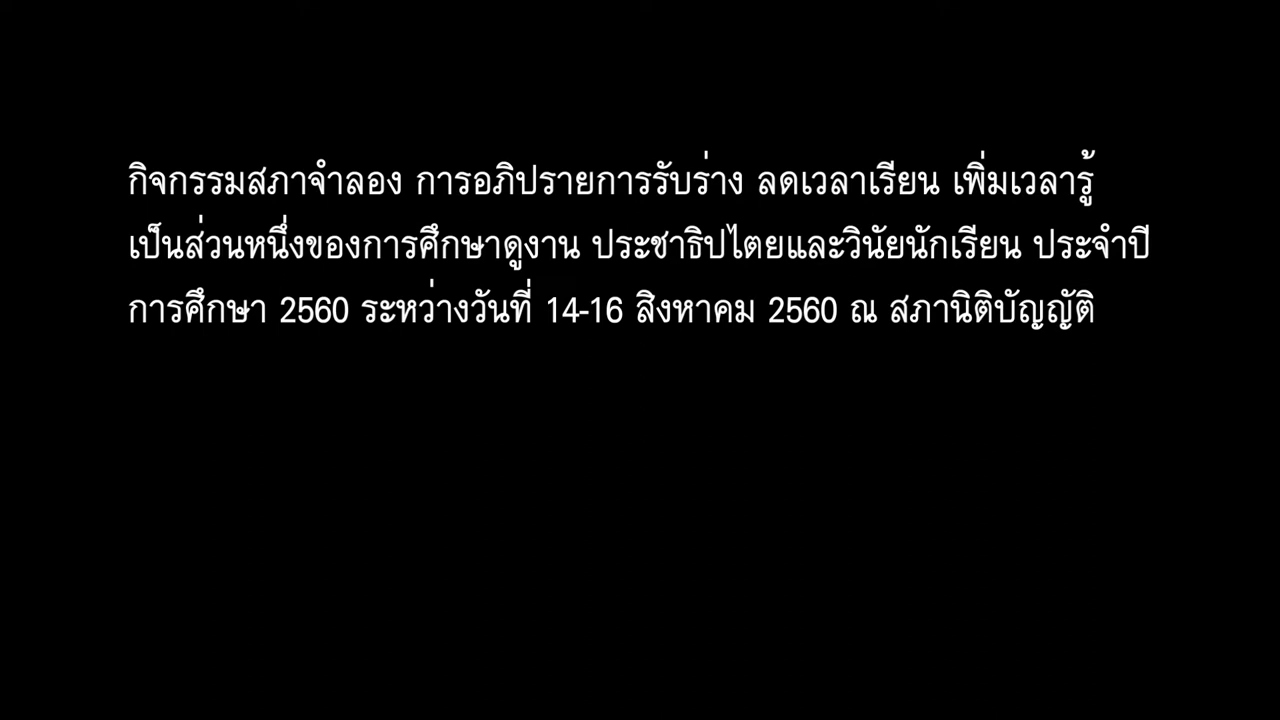 กิจกรรมสภาจำลอง การอภิปรายการรับร่าง ลดเวลาเรียน เพิ่มเวลารู้
เป็นส่วนหนึ่งของการศึกษาดูงาน ประชาธิปไตยและวินัยนักเรียน ประจำปี
การศึกษา 2560 ระหว่างวันที่ 14-16 สิงหาคม 2560 ณ สภานิติบัญญัติ